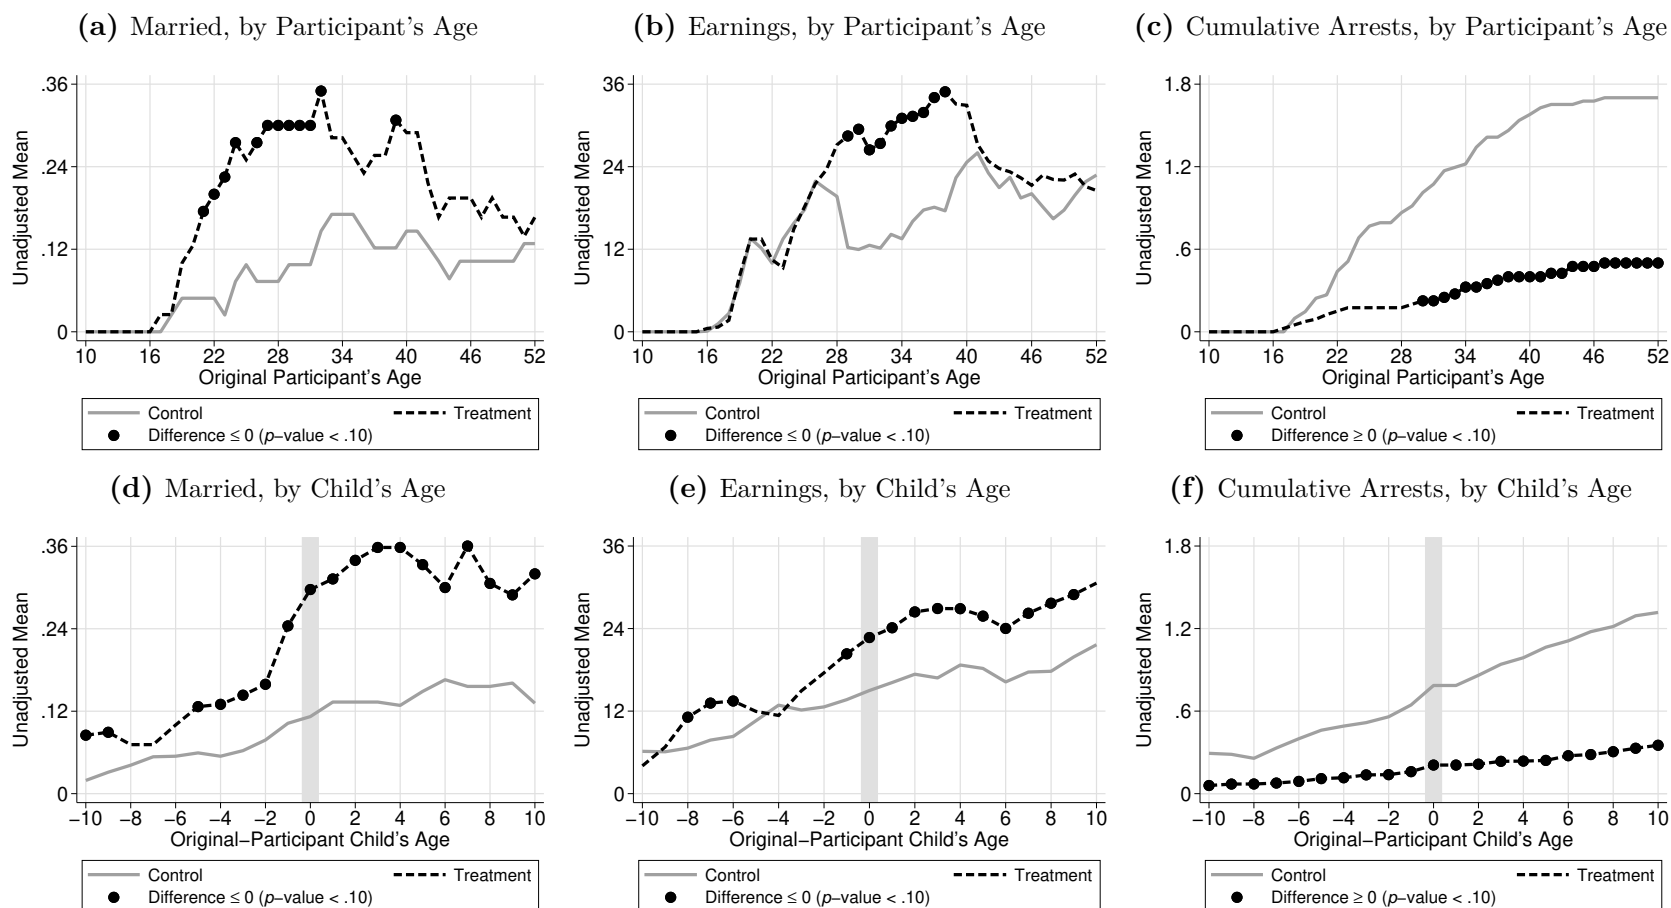 (a) Married, by Participant's Age
.36
.24
.12
0
Unadjusted Mean
10 16 22 28 34 40 46 52
Original Participant's Age
Control Treatment
Difference ≤ 0 (p−value < .10)
(b) Earnings, by Participant's Age
36
24
12
0
Unadjusted Mean
10 16 22 28 34 40 46 52
Original Participant's Age
Control Treatment
Difference ≤ 0 (p−value < .10)
(c) Cumulative Arrests, by Participant's Age
1.8
1.2
.6
0
Unadjusted Mean
10 16 22 28 34 40 46 52
Original Participant's Age
Control Treatment
Difference ≥ 0 (p−value < .10)
(d) Married, by Child's Age
.36
.24
.12
0
Unadjusted Mean
−10 −8 −6 −4 −2 0 2 4 6 8 10
Original−Participant Child's Age
Control Treatment
Difference ≤ 0 (p−value < .10)
(e) Earnings, by Child's Age
36
24
12
0
Unadjusted Mean
−10 −8 −6 −4 −2 0 2 4 6 8 10
Original−Participant Child's Age
Control Treatment
Difference ≤ 0 (p−value < .10)
(f) Cumulative Arrests, by Child's Age
1.8
1.2
.6
0
Unadjusted Mean
−10 −8 −6 −4 −2 0 2 4 6 8 10
Original−Participant Child's Age
Control Treatment
Difference ≥ 0 (p−value < .10)